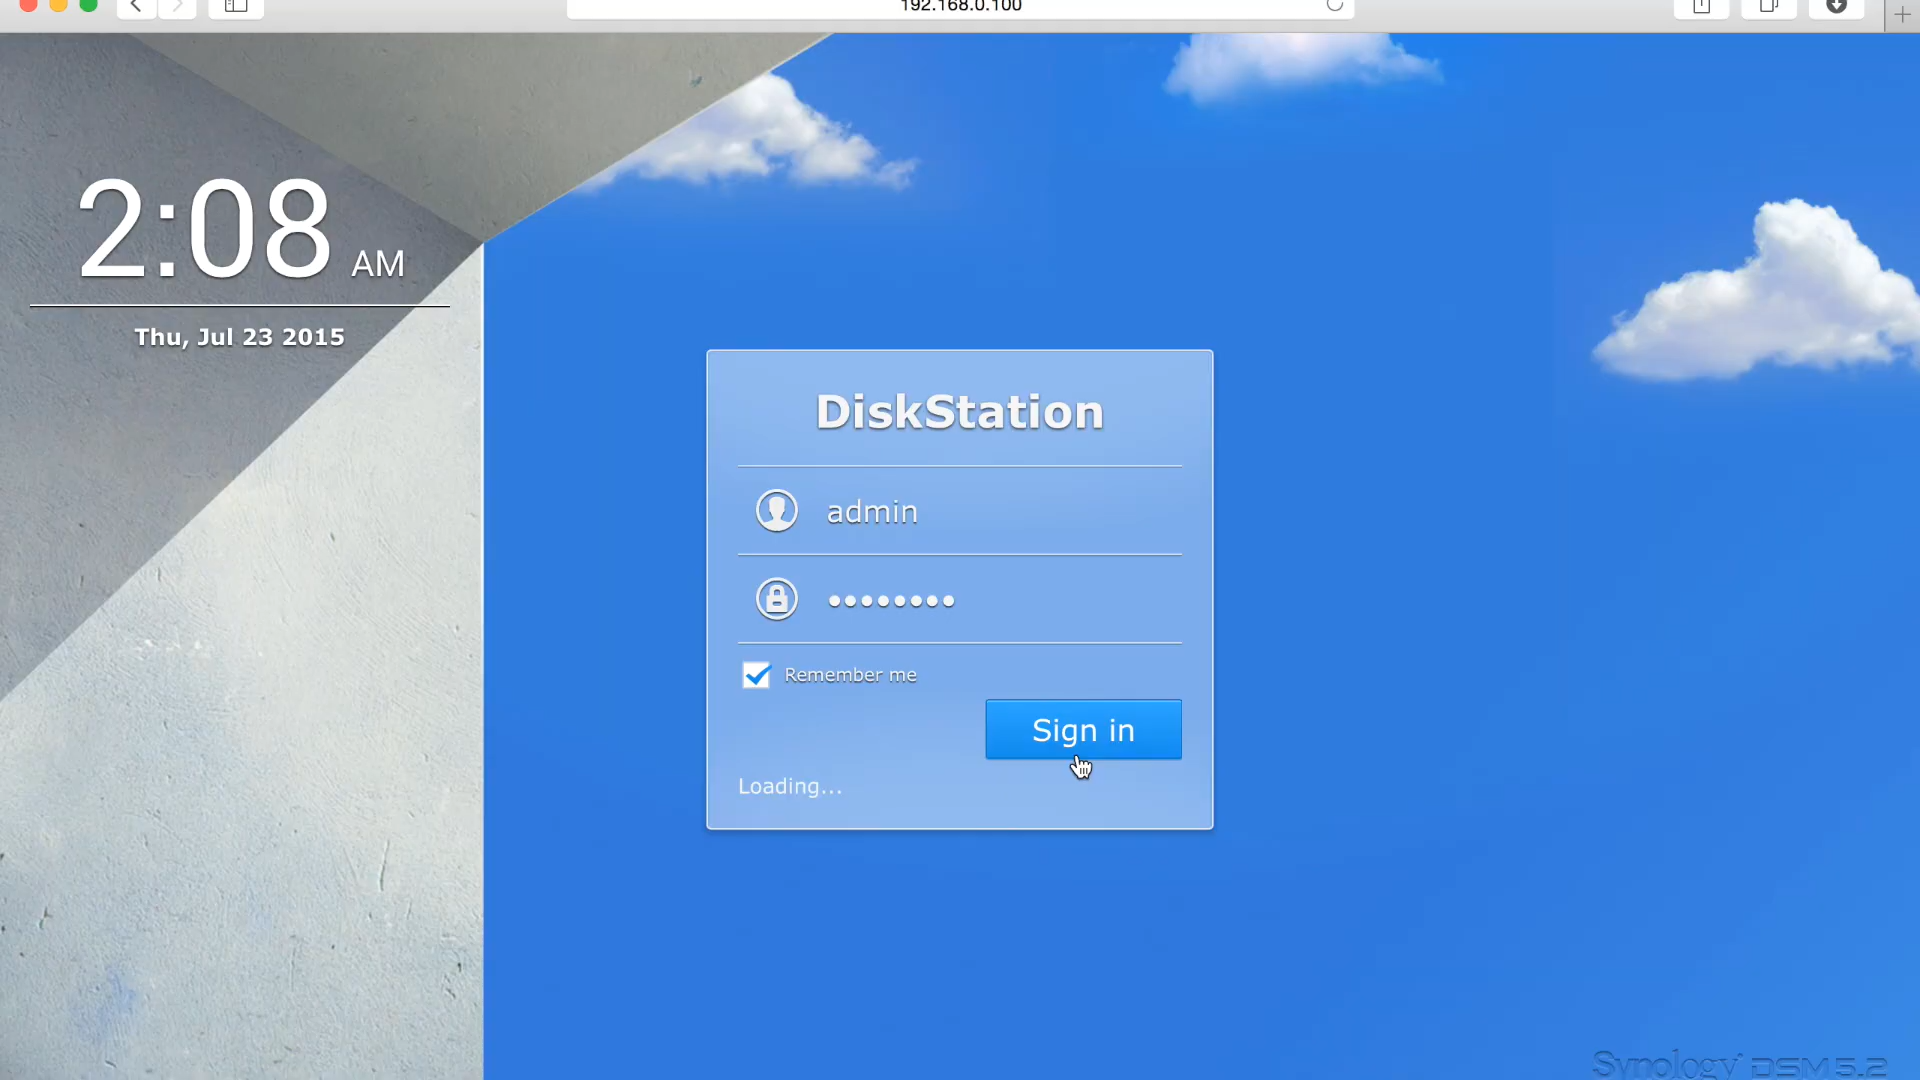 192.168.0.100
2:08 AM
Thu, Jul 23 2015
DiskStation
admin
Remember me
Sign in
Loading...
Synology DSM 5.2